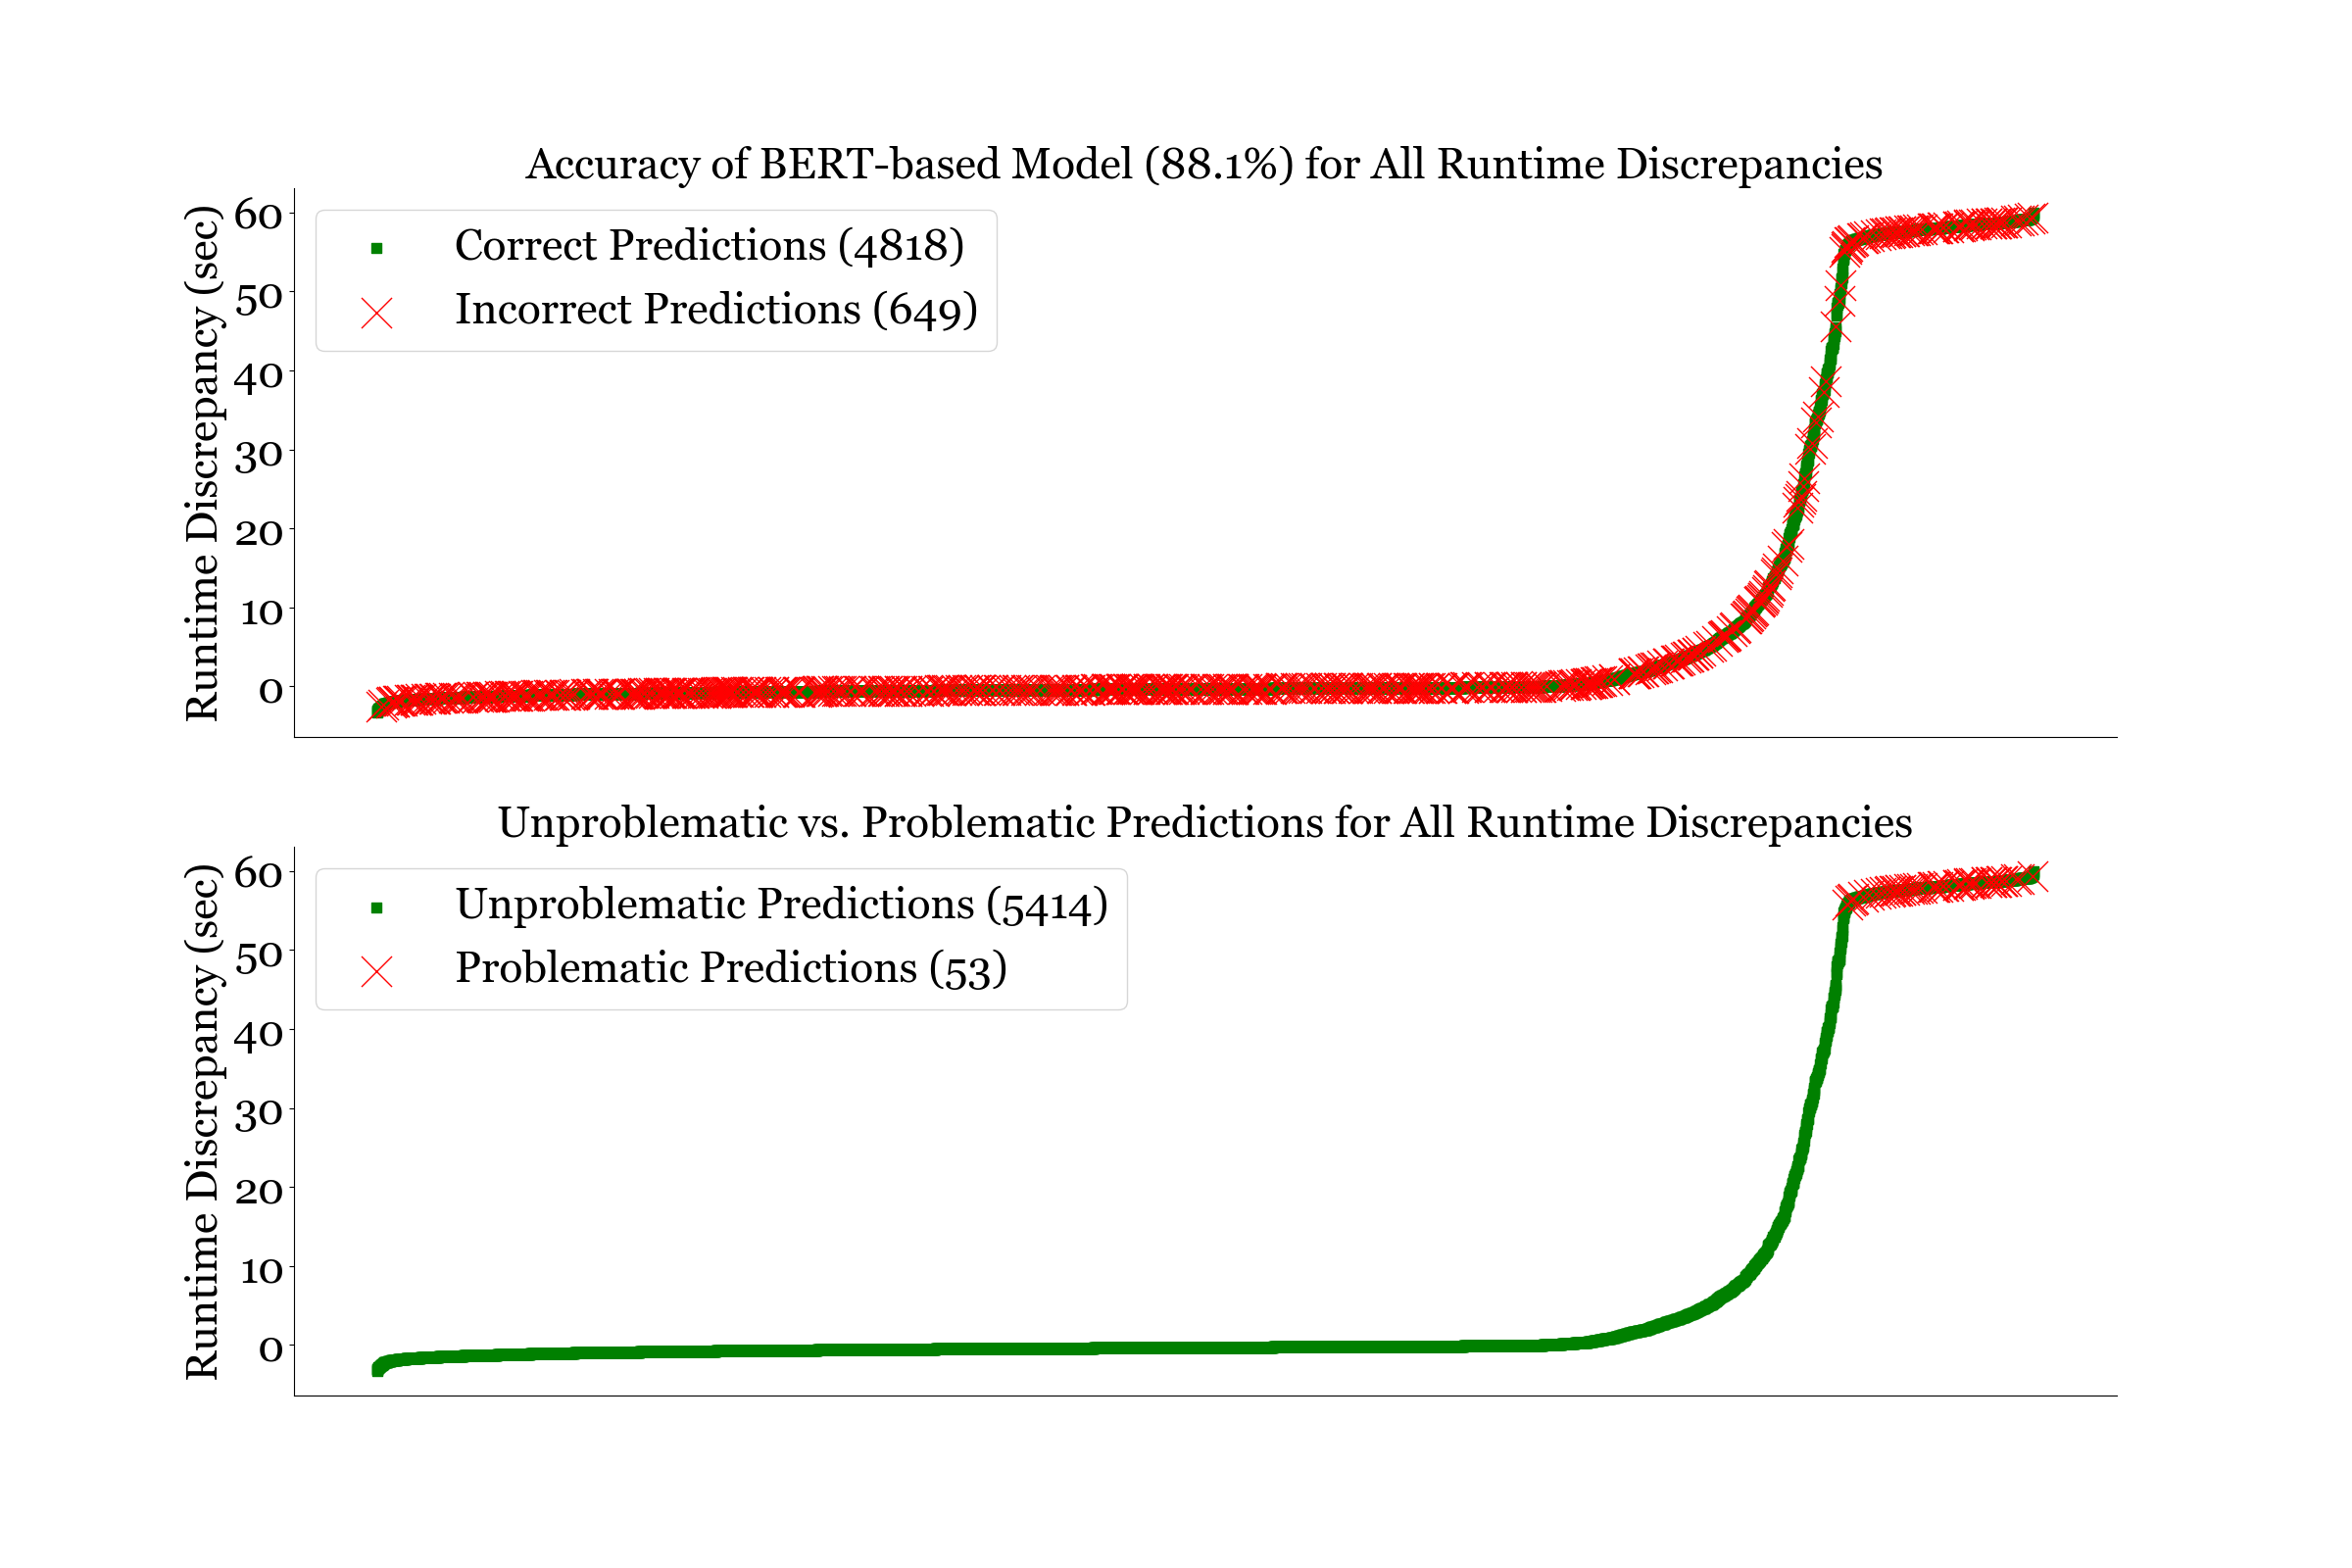 Accuracy of BERT-based Model (88.1%) for All Runtime Discrepancies
Runtime Discrepancy (sec)
60
50
40
30
20
10
0
Correct Predictions (4818)
Incorrect Predictions (649)
Unproblematic vs. Problematic Predictions for All Runtime Discrepancies
Runtime Discrepancy (sec)
60
50
40
30
20
10
0
Unproblematic Predictions (5414)
Problematic Predictions (53)